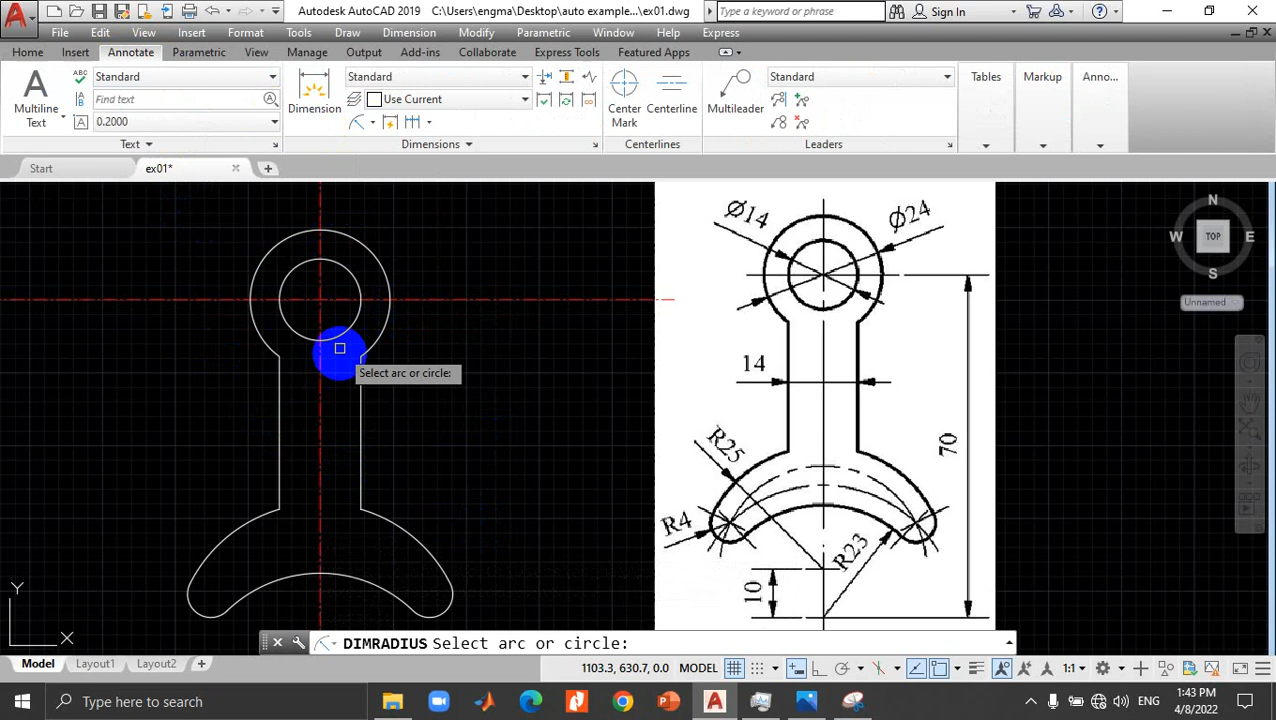 Autodesk AutoCAD 2019 C:\engma\Desktop\auto example...\ex01.dwg
Type a keyword or phrase
Sign In
File Edit View Insert Format Tools Draw Dimension Modify Parametric Window Help Express
Home Insert Annotate Parametric View Manage Output Add-ins Collaborate Express Tools Featured Apps
Multiline Text
ABC
Standard
Find text
0.2000
Dimension
Standard
Use Current
Center Mark
Centerline
Multileader
Standard
Tables
Markup
Anno...
Text
Dimensions
Centerlines
Leaders
Start
ex01*
Ø14
Ø24
14
R25
70
R4
R23
10
N
W
TOP
E
S
Unnamed
Select arc or circle:
Y
X
DIMRADIUS Select arc or circle:
Model Layout1 Layout2
1103.3, 630.7, 0.0 MODEL
1:1
Type here to search
ENG
1:43 PM
4/8/2022